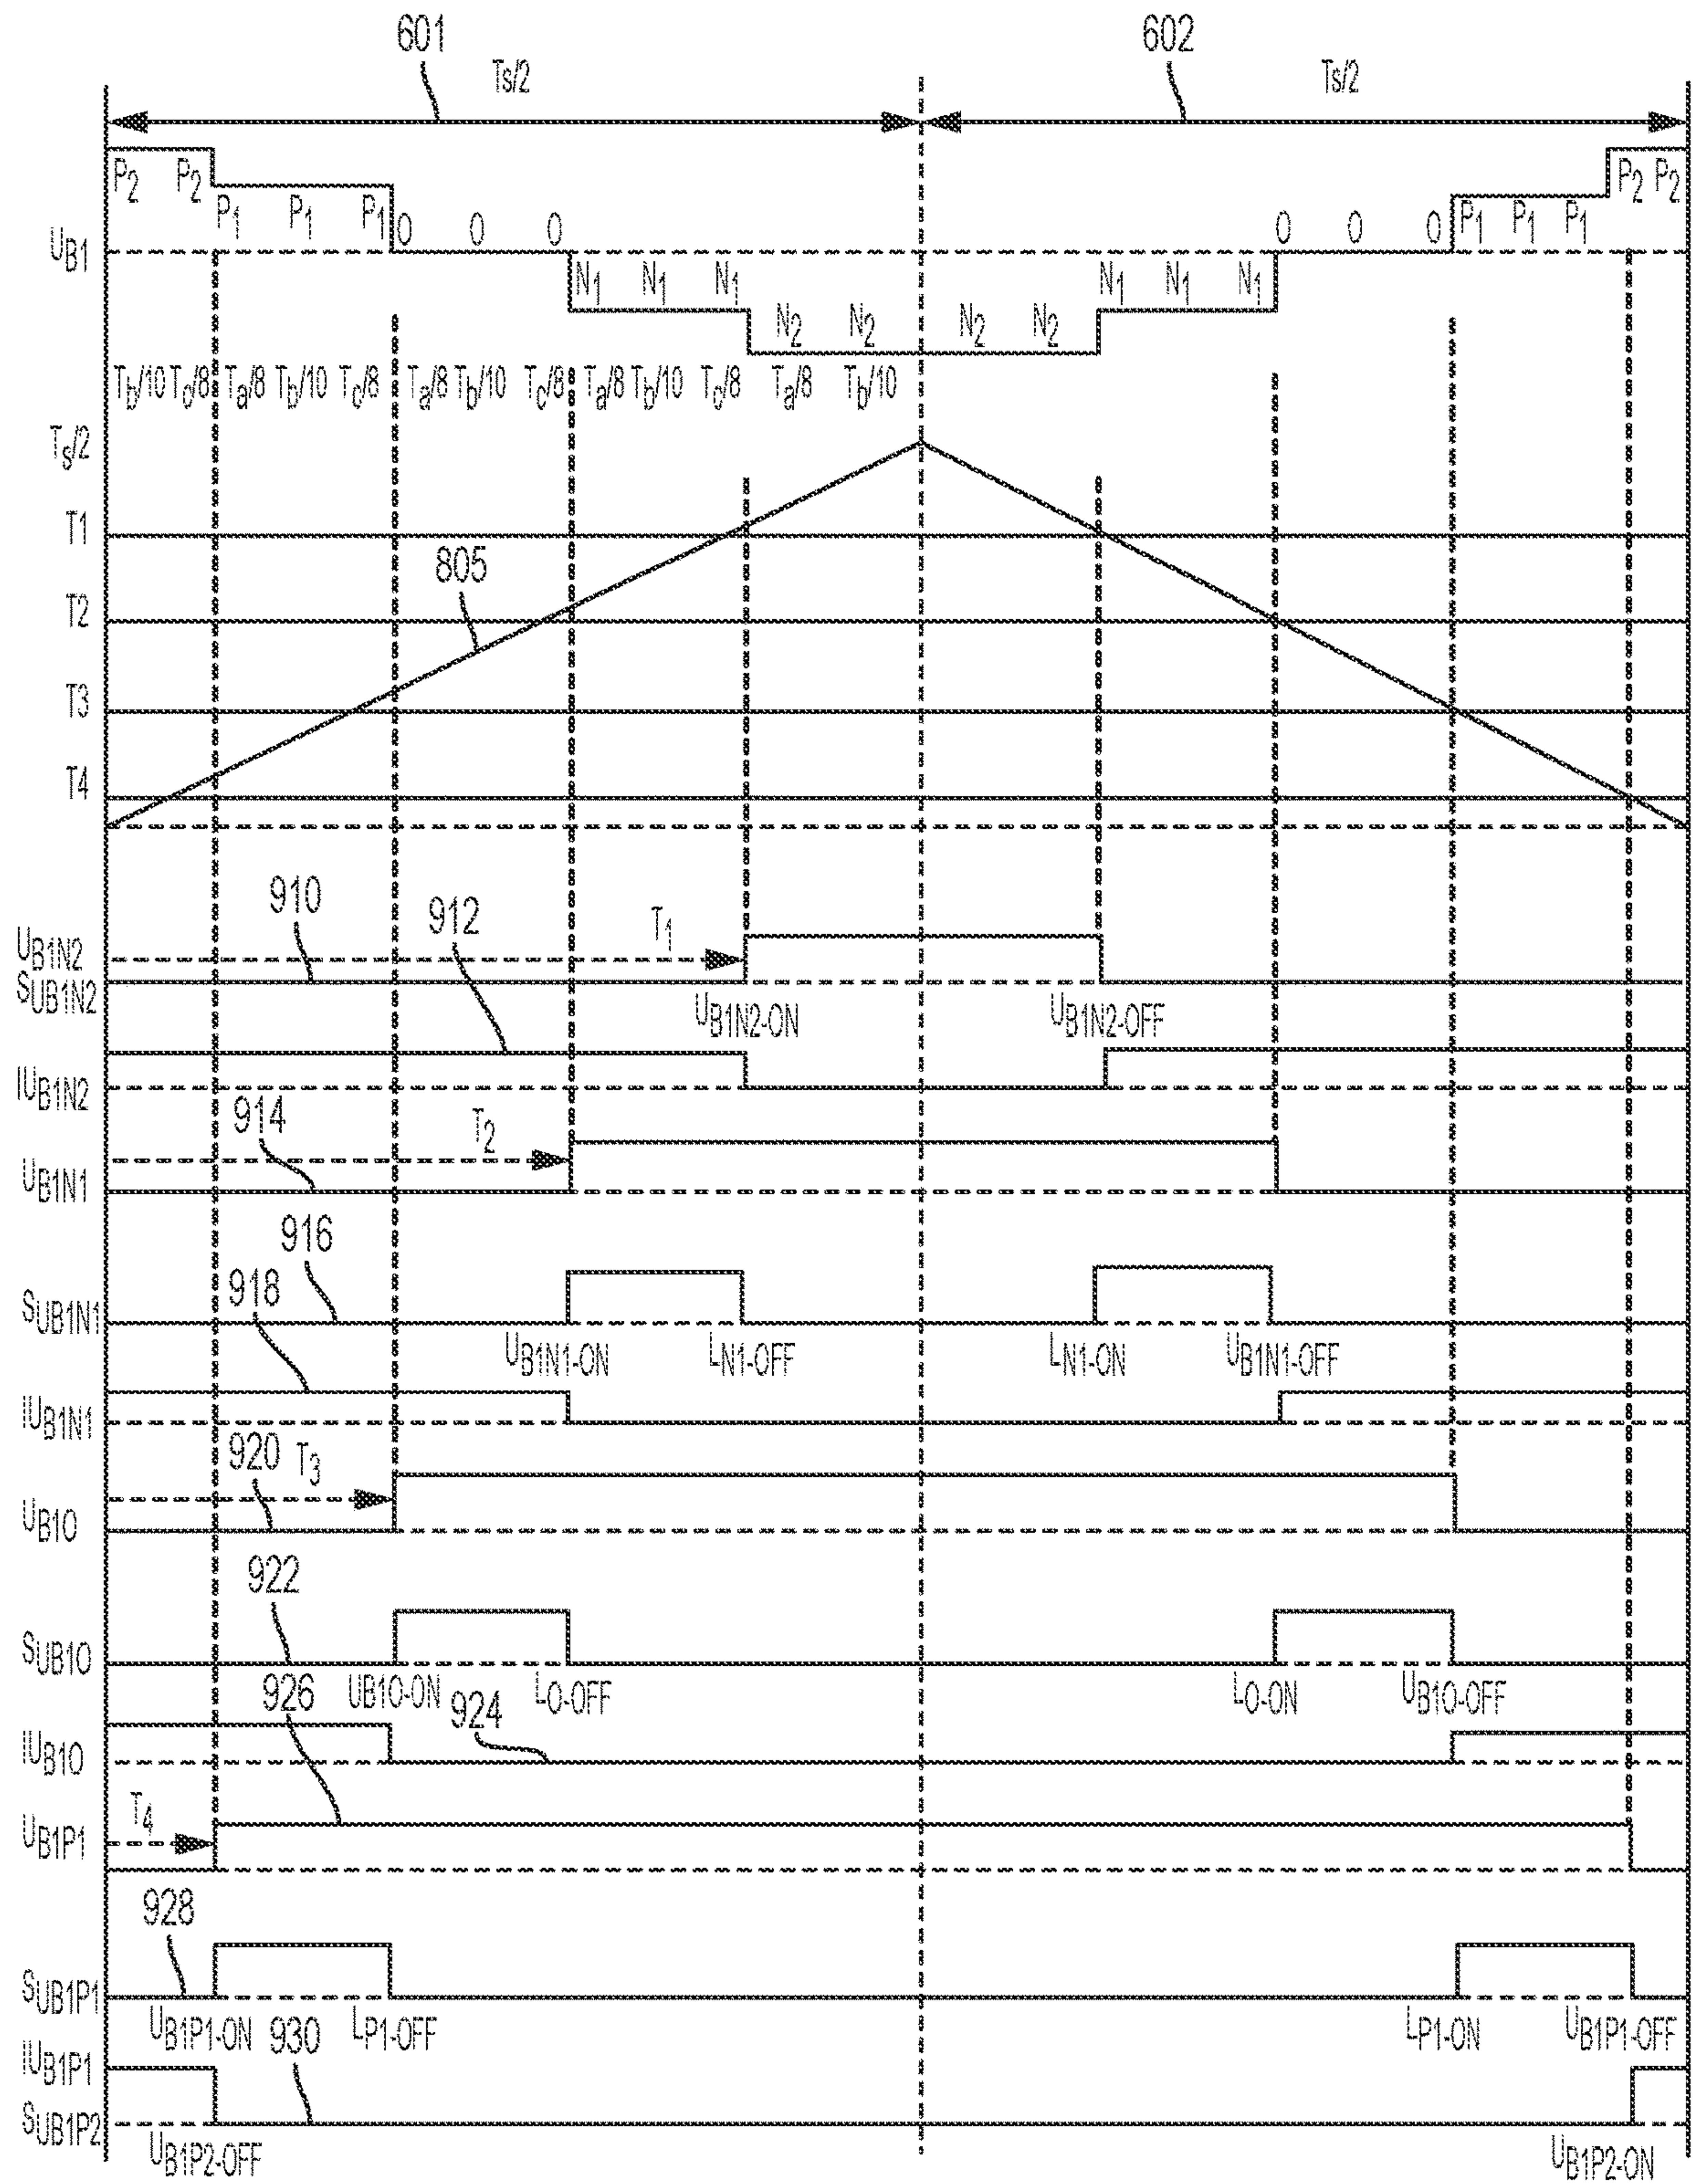 601
602
Ts/2
Ts/2
P2 P2
P1 P1 P1
O O O
N1 N1 N1
N2 N2
N2 N2
N1 N1 N1
O O O
P1 P1 P1
P2 P2
UB1
Tb/10 Tc/8 Ta/8 Tb/10 Tc/8 Ta/8 Tb/10 Tc/8 Ta/8 Tb/10 Tc/8 Ta/8 Tb/10
Ts/2
T1
805
T2
T3
T4
910
912
T1
UB1N2
SUB1N2
UB1N2-ON
UB1N2-OFF
IUB1N2
914
T2
UB1N1
916
918
SUB1N1
UB1N1-ON
LN1-OFF
LN1-ON
UB1N1-OFF
IUB1N1
920
T3
UB1O
922
SUB1O
926
UB1O-ON
924
LO-OFF
LO-ON
UB1O-OFF
IUB1O
T4
UB1P1
928
SUB1P1
UB1P1-ON
930
LP1-OFF
LP1-ON
UB1P1-OFF
IUB1P1
SUB1P2
UB1P2-OFF
UB1P2-ON